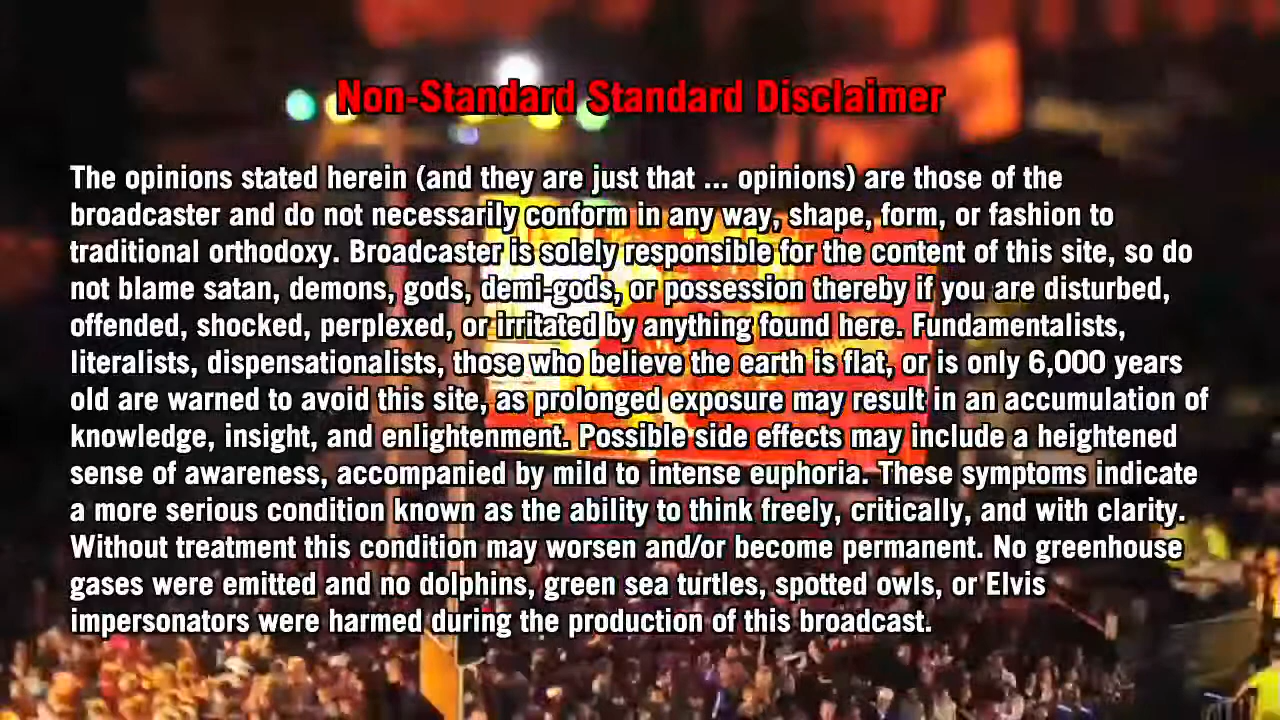 Non-Standard Standard Disclaimer
The opinions stated herein (and they are just that ... opinions) are those of the
broadcaster and do not necessarily conform in any way, shape, form, or fashion to
traditional orthodoxy. Broadcaster is solely responsible for the content of this site, so do
not blame satan, demons, gods, demi-gods, or possession thereby if you are disturbed,
offended, shocked, perplexed, or irritated by anything found here. Fundamentalists,
literalists, dispensationalists, those who believe the earth is flat, or is only 6,000 years
old are warned to avoid this site, as prolonged exposure may result in an accumulation of
knowledge, insight, and enlightenment. Possible side effects may include a heightened
sense of awareness, accompanied by mild to intense euphoria. These symptoms indicate
a more serious condition known as the ability to think freely, critically, and with clarity.
Without treatment this condition may worsen and/or become permanent. No greenhouse
gases were emitted and no dolphins, green sea turtles, spotted owls, or Elvis
impersonators were harmed during the production of this broadcast.